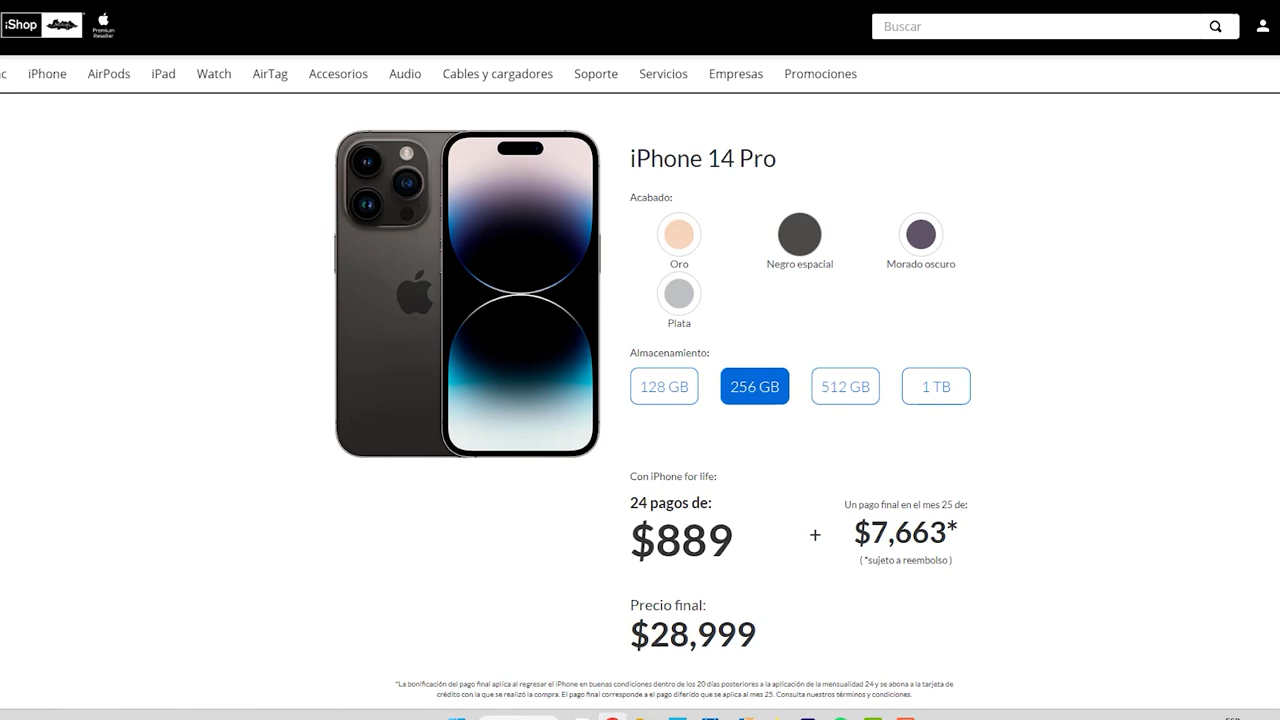 iShop
Premium
Reseller
Buscar
iPhone AirPods iPad Watch AirTag Accesorios Audio Cables y cargadores Soporte Servicios Empresas Promociones
iPhone 14 Pro
Acabado:
Oro Negro espacial Morado oscuro
Plata
Almacenamiento:
128 GB 256 GB 512 GB 1 TB
Con iPhone for life:
24 pagos de:
$889
+
Un pago final en el mes 25 de:
$7,663*
( *sujeto a reembolso )
Precio final:
$28,999
*La bonificación del pago final aplica al regresar el iPhone en buenas condiciones dentro de los 20 días posteriores a la aplicación de la mensualidad 24 y se abona a la tarjeta de
crédito con la que se realizó la compra. El pago final corresponde a el pago diferido que se aplica al mes 25. Consulta nuestros términos y condiciones.